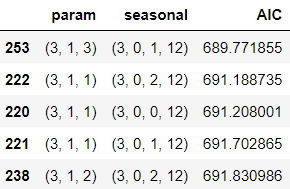 param seasonal AIC
253 (3, 1, 3) (3, 0, 1, 12) 689.771855
222 (3, 1, 1) (3, 0, 2, 12) 691.188735
220 (3, 1, 1) (3, 0, 0, 12) 691.208001
221 (3, 1, 1) (3, 0, 1, 12) 691.702865
238 (3, 1, 2) (3, 0, 2, 12) 691.830986